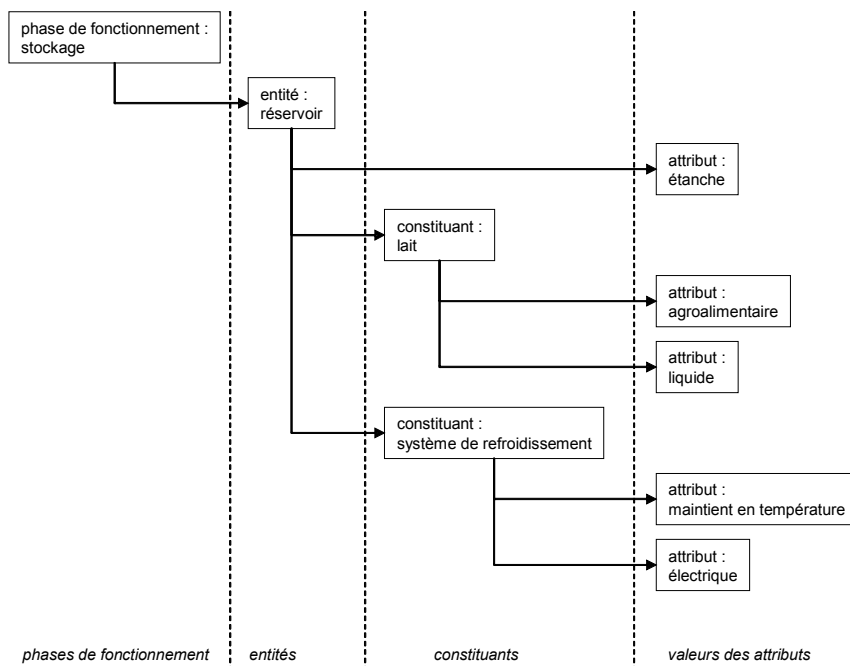 phase de fonctionnement :
stockage
entité :
réservoir
attribut :
étanche
constituant :
lait
attribut :
agroalimentaire
attribut :
liquide
constituant :
système de refroidissement
attribut :
maintient en température
attribut :
électrique
phases de fonctionnement
entités
constituants
valeurs des attributs